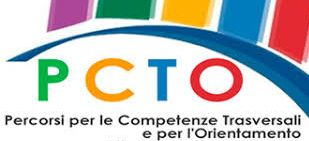 PCTO
Percorsi per le Competenze Trasversali
e per l'Orientamento